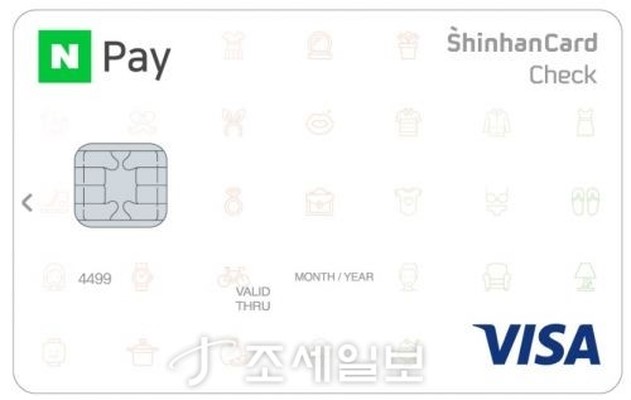 N Pay
ShinhanCard
Check
4499
MONTH / YEAR
VALID
THRU
VISA
조세일보